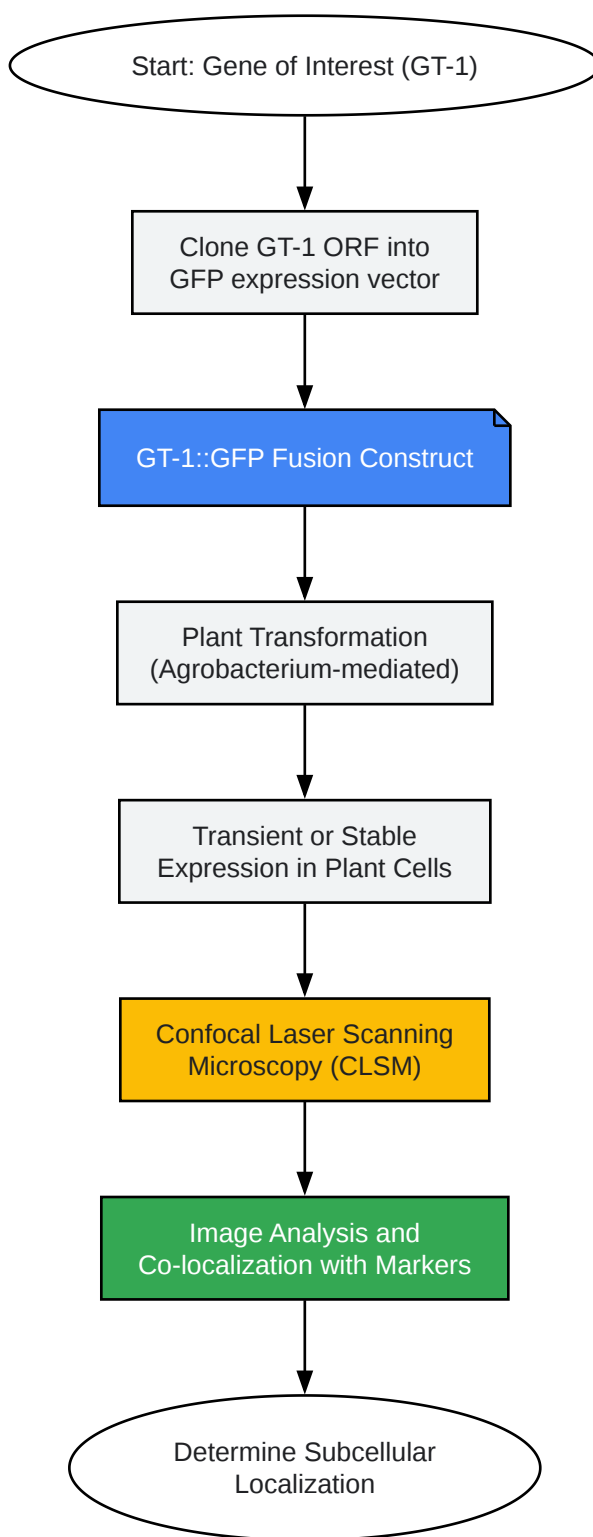 Start: Gene of Interest (GT-1)
Clone GT-1 ORF into
GFP expression vector
GT-1::GFP Fusion Construct
Plant Transformation
(Agrobacterium-mediated)
Transient or Stable
Expression in Plant Cells
Confocal Laser Scanning
Microscopy (CLSM)
Image Analysis and
Co-localization with Markers
Determine Subcellular
Localization